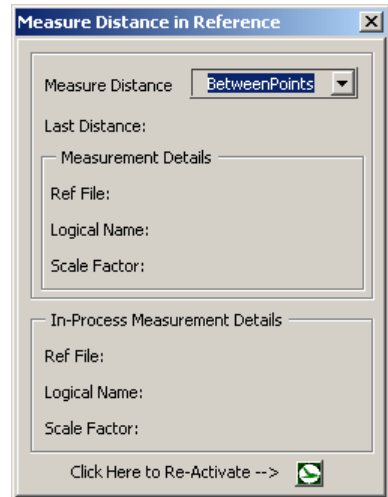 Measure Distance in Reference
Measure Distance BetweenPoints
Last Distance:
Measurement Details
Ref File:
Logical Name:
Scale Factor:
In-Process Measurement Details
Ref File:
Logical Name:
Scale Factor:
Click Here to Re-Activate -->